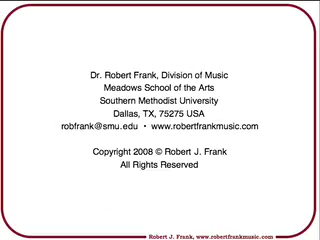 Dr. Robert Frank, Division of Music
Meadows School of the Arts
Southern Methodist University
Dallas, TX, 75275 USA
robfrank@smu.edu • www.robertfrankmusic.com
Copyright 2008 © Robert J. Frank
All Rights Reserved
Robert J. Frank, www.robertfrankmusic.com